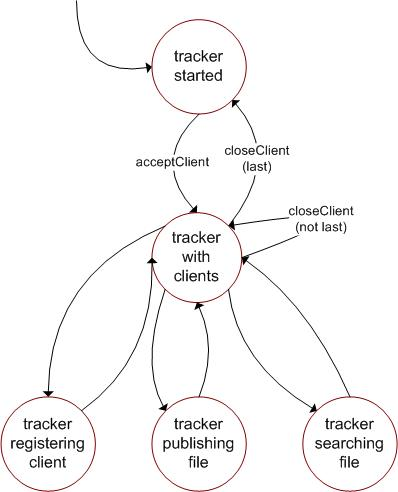 tracker
started
acceptClient
closeClient
(last)
closeClient
(not last)
tracker
with
clients
tracker
registering
client
tracker
publishing
file
tracker
searching
file